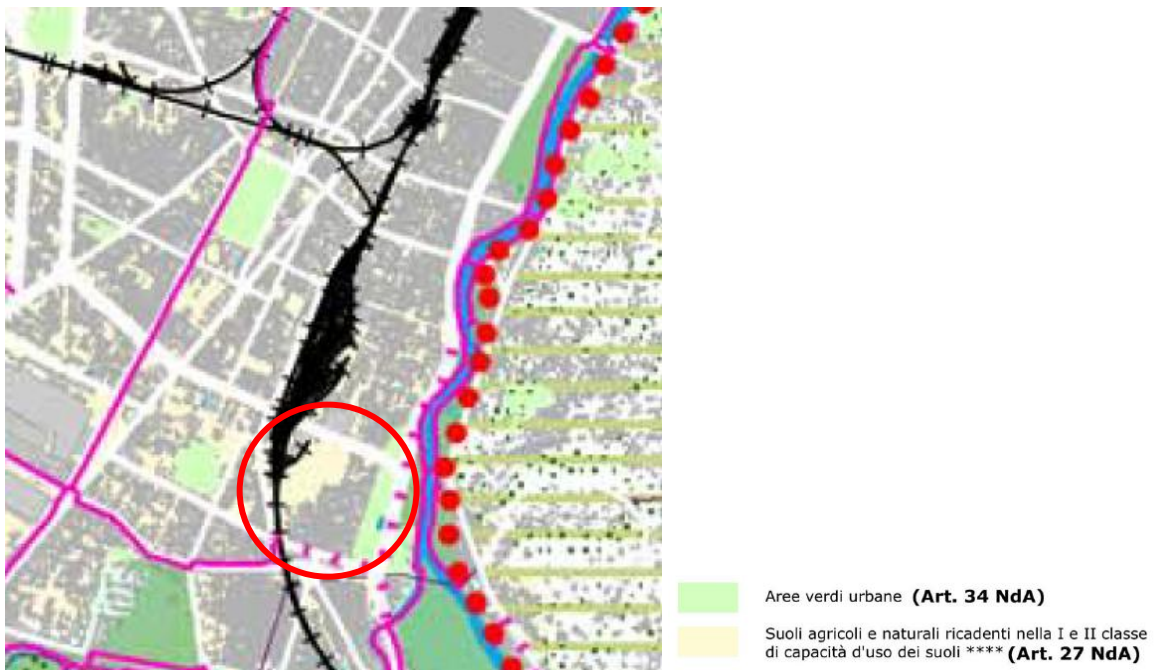 Aree verdi urbane (Art. 34 NdA)
Suoli agricoli e naturali ricadenti nella I e II classe
di capacità d'uso dei suoli **** (Art. 27 NdA)